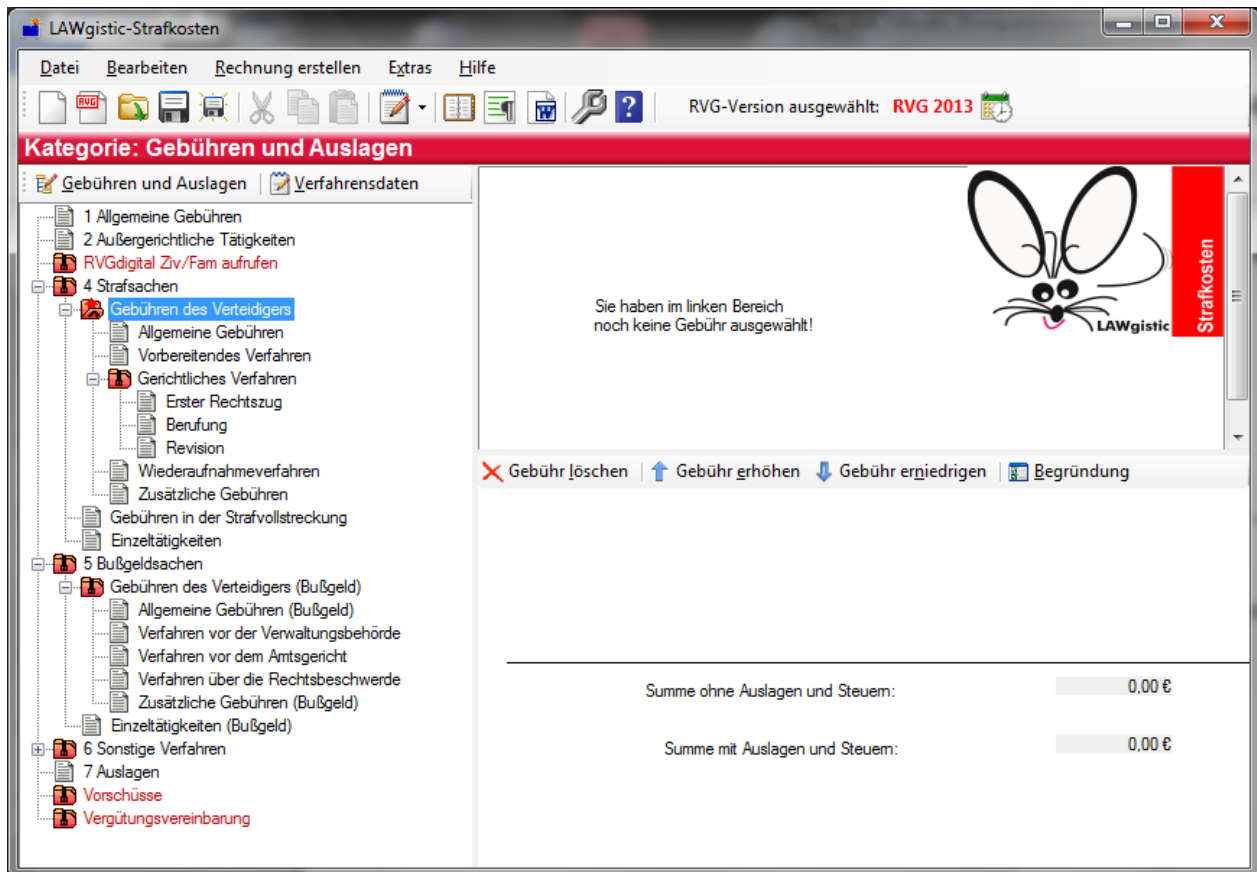 LAWgistic-Strafkosten
Datei Bearbeiten Rechnung erstellen Extras Hilfe
RVG RVG-Version ausgewählt: RVG 2013
Kategorie: Gebühren und Auslagen
Gebühren und Auslagen Verfahrensdaten
1 Allgemeine Gebühren
2 Außergerichtliche Tätigkeiten
RVGdigital Ziv/Fam aufrufen
4 Strafsachen
Gebühren des Verteidigers
Allgemeine Gebühren
Vorbereitendes Verfahren
Gerichtliches Verfahren
Erster Rechtszug
Berufung
Revision
Wiederaufnahmeverfahren
Zusätzliche Gebühren
Gebühren in der Strafvollstreckung
Einzeltätigkeiten
5 Bußgeldsachen
Gebühren des Verteidigers (Bußgeld)
Allgemeine Gebühren (Bußgeld)
Verfahren vor der Verwaltungsbehörde
Verfahren vor dem Amtsgericht
Verfahren über die Rechtsbeschwerde
Zusätzliche Gebühren (Bußgeld)
Einzeltätigkeiten (Bußgeld)
6 Sonstige Verfahren
7 Auslagen
Vorschüsse
Vergütungsvereinbarung
Sie haben im linken Bereich
noch keine Gebühr ausgewählt!
LAWgistic
Strafkosten
Gebühr löschen Gebühr erhöhen Gebühr erniedrigen Begründung
Summe ohne Auslagen und Steuern: 0,00 €
Summe mit Auslagen und Steuern: 0,00 €